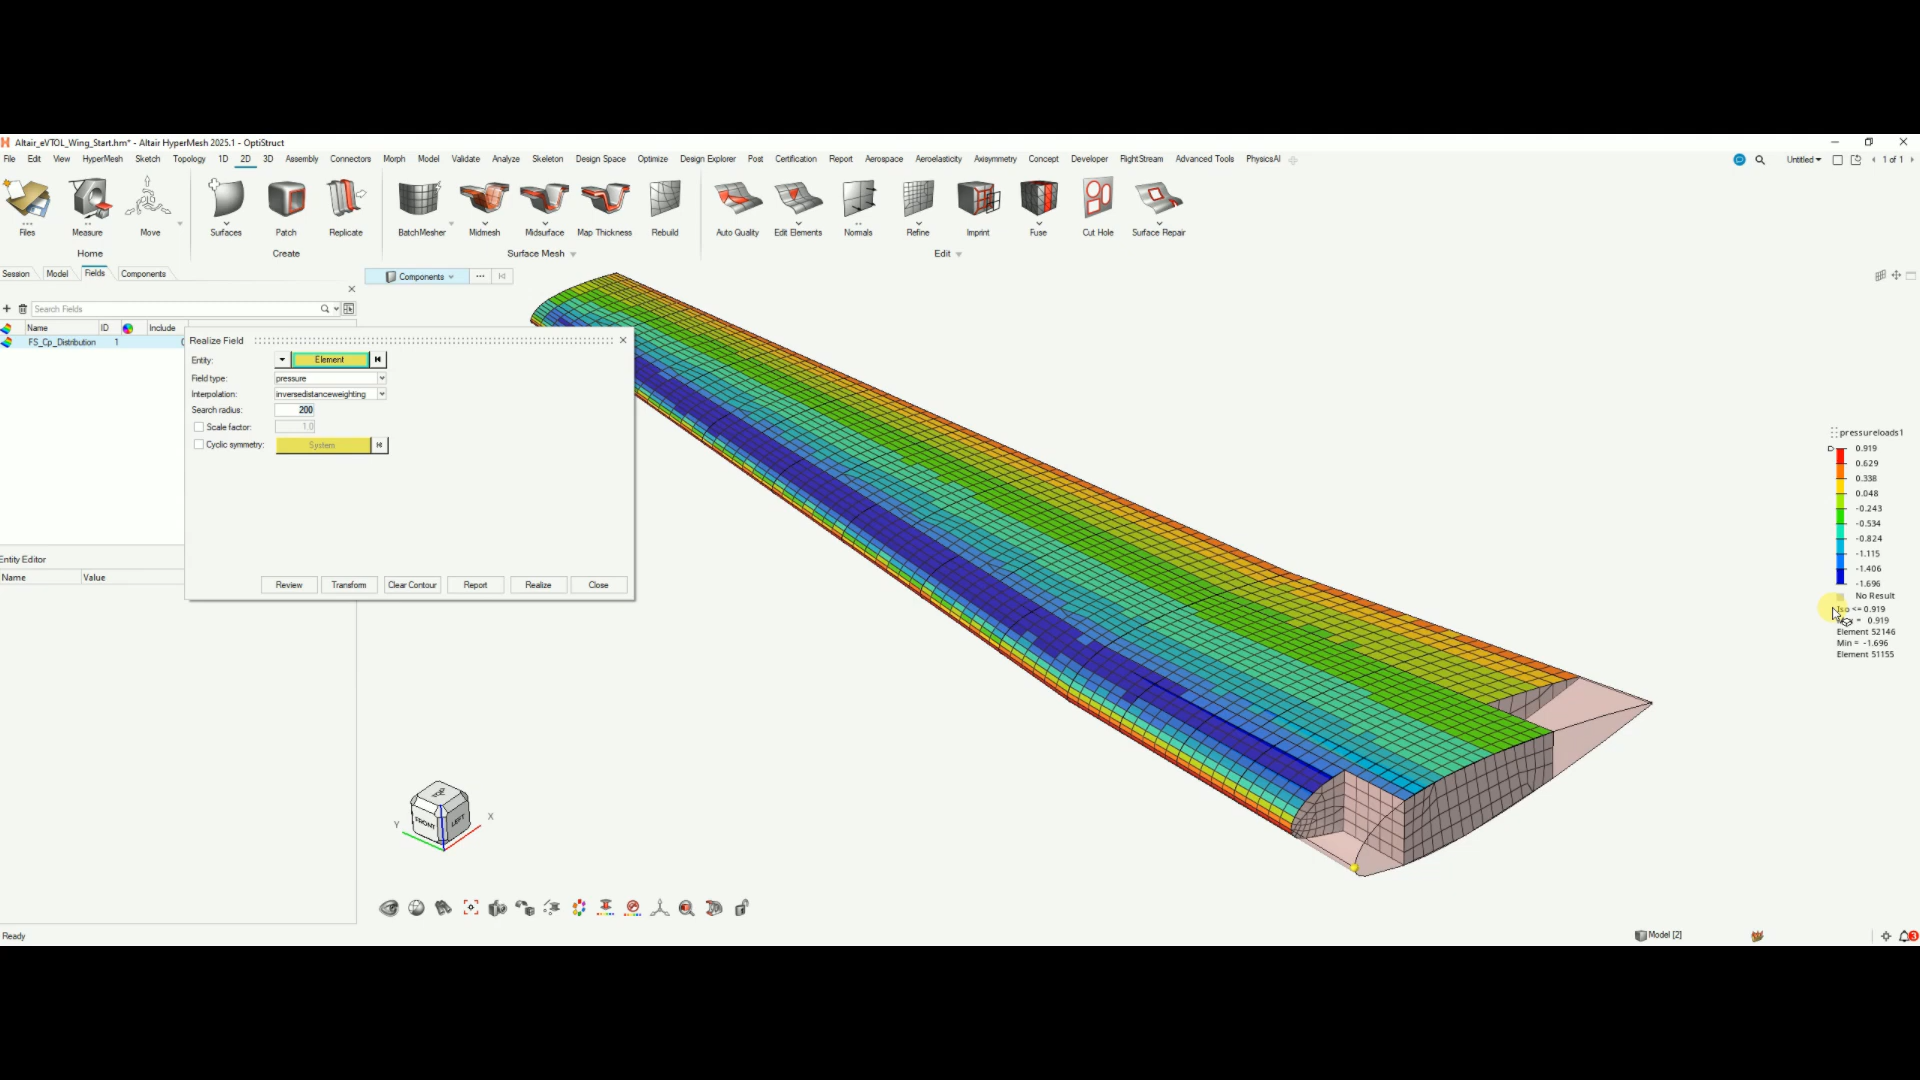 Altair_eVTOL_Wing_Start.hm* - Altair HyperMesh 2025.1 - OptiStruct
File Edit View HyperMesh Sketch Topology 1D 2D 3D Assembly Connectors Morph Model Validate Analyze Skeleton Design Space Optimize Design Explorer Post Certification Report Aerospace Aeroelasticity Axisymmetry Concept Developer FlightStream Advanced Tools PhysicsAI Untitled 1 of 1
Files Measure Move Surfaces Patch Replicate BatchMesher Midmesh Midsurface Map Thickness Rebuild Auto Quality Edit Elements Normals Refine Imprint Fuse Cut Hole Surface Repair
Home Create Surface Mesh Edit
Session Model Fields Components
Components
Search Fields
Name ID Include
FS_Cp_Distribution 1
Realize Field
Entity: Element
Field type: pressure
Interpolation: inversedistanceweighting
Search radius: 200
Scale factor: 1.0
Cyclic symmetry: System
Review Transform Clear Contour Report Realize Close
Entity Editor
Name Value
pressureloads1
0.919
0.629
0.338
0.048
-0.243
-0.534
-0.824
-1.115
-1.406
-1.696
No Result
<= 0.919
= 0.919
Element 52146
Min = -1.696
Element 51155
TOP
FRONT
LEFT
Y
X
Ready
Model [2]
3